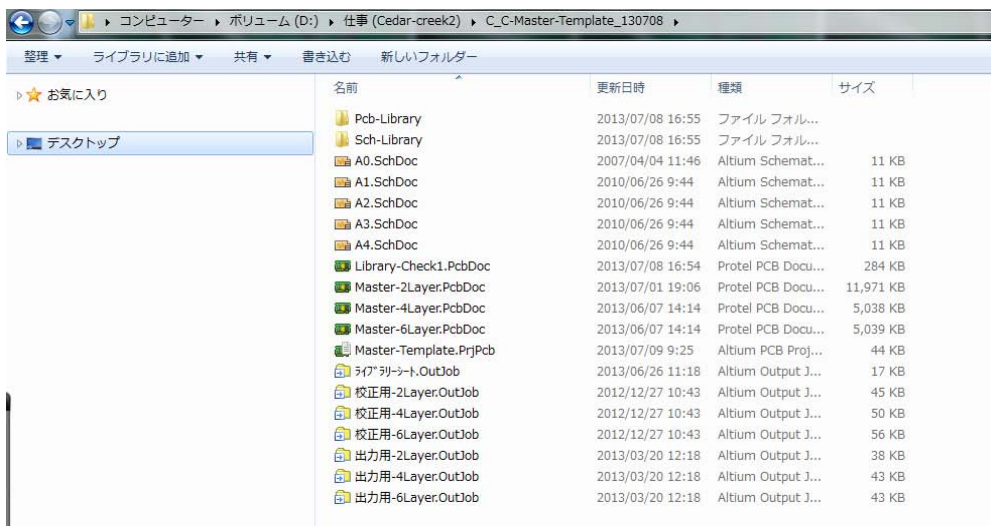 コンピューター ▸ ボリューム (D:) ▸ 仕事 (Cedar-creek2) ▸ C_C-Master-Template_130708 ▸
整理 ▼ ライブラリに追加 ▼ 共有 ▼ 書き込む 新しいフォルダー
お気に入り
デスクトップ
名前 更新日時 種類 サイズ
Pcb-Library 2013/07/08 16:55 ファイル フォル...
Sch-Library 2013/07/08 16:55 ファイル フォル...
A0.SchDoc 2007/04/04 11:46 Altium Schemat... 11 KB
A1.SchDoc 2010/06/26 9:44 Altium Schemat... 11 KB
A2.SchDoc 2010/06/26 9:44 Altium Schemat... 11 KB
A3.SchDoc 2010/06/26 9:44 Altium Schemat... 11 KB
A4.SchDoc 2010/06/26 9:44 Altium Schemat... 11 KB
Library-Check1.PcbDoc 2013/07/08 16:54 Protel PCB Docu... 284 KB
Master-2Layer.PcbDoc 2013/07/01 19:06 Protel PCB Docu... 11,971 KB
Master-4Layer.PcbDoc 2013/06/07 14:14 Protel PCB Docu... 5,038 KB
Master-6Layer.PcbDoc 2013/06/07 14:14 Protel PCB Docu... 5,039 KB
Master-Template.PrjPcb 2013/07/09 9:25 Altium PCB Proj... 44 KB
ﾗｲﾌﾞﾗﾘｰｼｰﾄ.OutJob 2013/06/26 11:18 Altium Output J... 17 KB
校正用-2Layer.OutJob 2012/12/27 10:43 Altium Output J... 45 KB
校正用-4Layer.OutJob 2012/12/27 10:43 Altium Output J... 50 KB
校正用-6Layer.OutJob 2012/12/27 10:43 Altium Output J... 56 KB
出力用-2Layer.OutJob 2013/03/20 12:18 Altium Output J... 38 KB
出力用-4Layer.OutJob 2013/03/20 12:18 Altium Output J... 43 KB
出力用-6Layer.OutJob 2013/03/20 12:18 Altium Output J... 43 KB